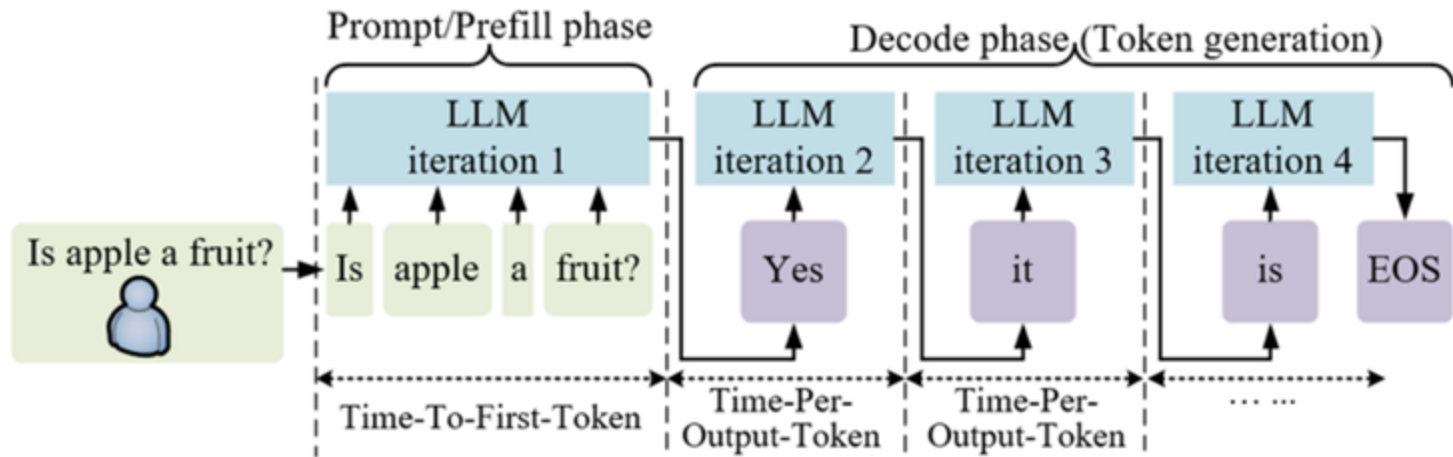 Prompt/Prefill phase
Decode phase (Token generation)
LLM
iteration 1
LLM
iteration 2
LLM
iteration 3
LLM
iteration 4
Is apple a fruit?
Is
apple
a
fruit?
Yes
it
is
EOS
Time-To-First-Token
Time-Per-
Output-Token
Time-Per-
Output-Token
... ...